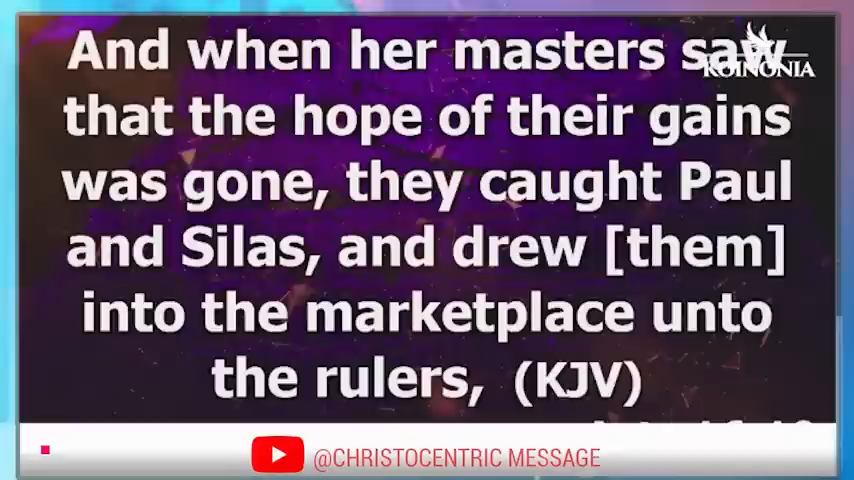 And when her masters saw
KOINONIA
that the hope of their gains
was gone, they caught Paul
and Silas, and drew [them]
into the marketplace unto
the rulers, (KJV)
@CHRISTOCENTRIC MESSAGE